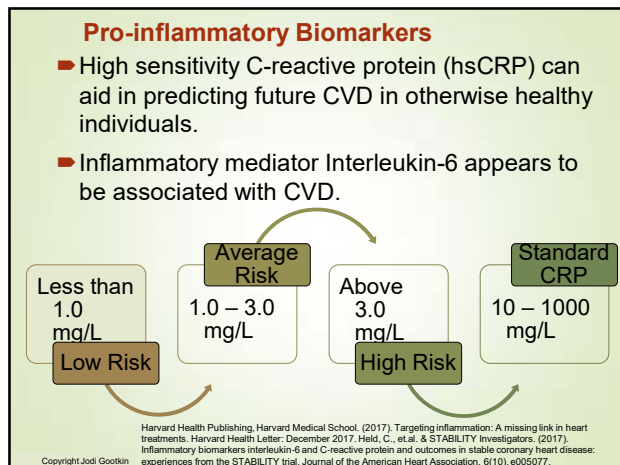 Pro-inflammatory Biomarkers
High sensitivity C-reactive protein (hsCRP) can
aid in predicting future CVD in otherwise healthy
individuals.
Inflammatory mediator Interleukin-6 appears to
be associated with CVD.
Less than
1.0
mg/L
Low Risk
Average
Risk
1.0 – 3.0
mg/L
Above
3.0
mg/L
High Risk
Standard
CRP
10 – 1000
mg/L
Harvard Health Publishing, Harvard Medical School. (2017). Targeting inflammation: A missing link in heart
treatments. Harvard Health Letter: December 2017. Held, C., et.al. & STABILITY Investigators. (2017).
Inflammatory biomarkers interleukin-6 and C-reactive protein and outcomes in stable coronary heart disease:
experiences from the STABILITY trial. Journal of the American Heart Association, 6(10), e005077.
Copyright Jodi Gootkin